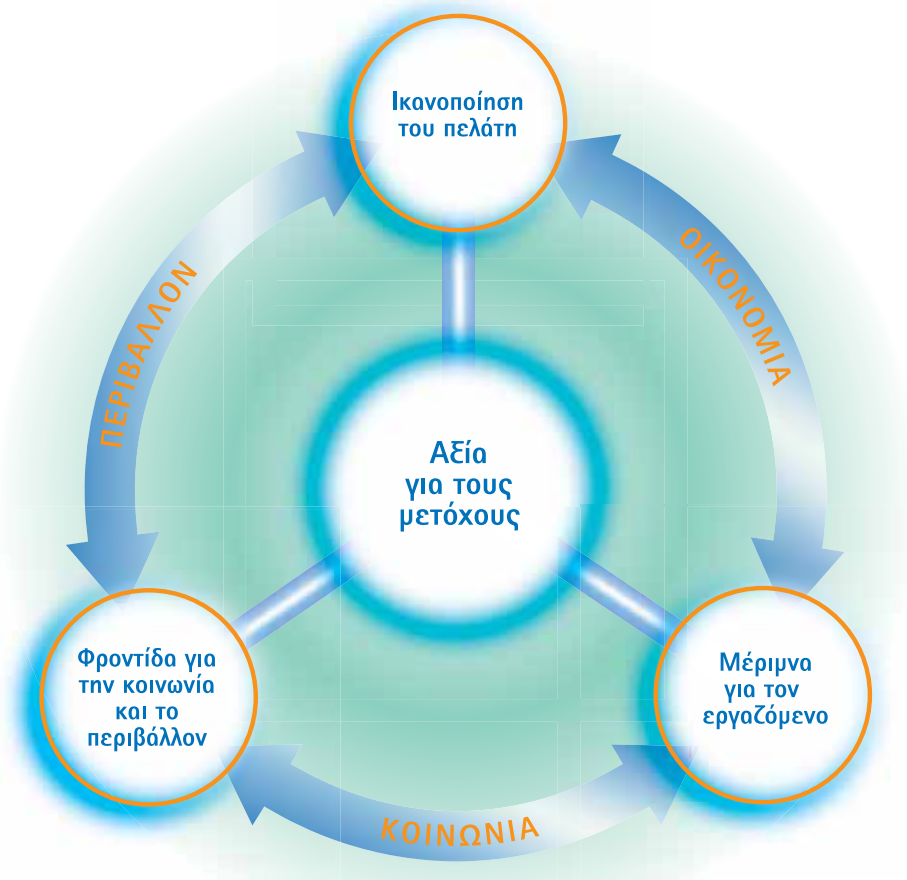 Ικανοποίηση
του πελάτη
ΠΕΡΙΒΑΛΛΟΝ
ΟΙΚΟΝΟΜΙΑ
Αξία
για τους
μετόχους
Φροντίδα για
την κοινωνία
και το
περιβάλλον
Μέριμνα
για τον
εργαζόμενο
ΚΟΙΝΩΝΙΑ